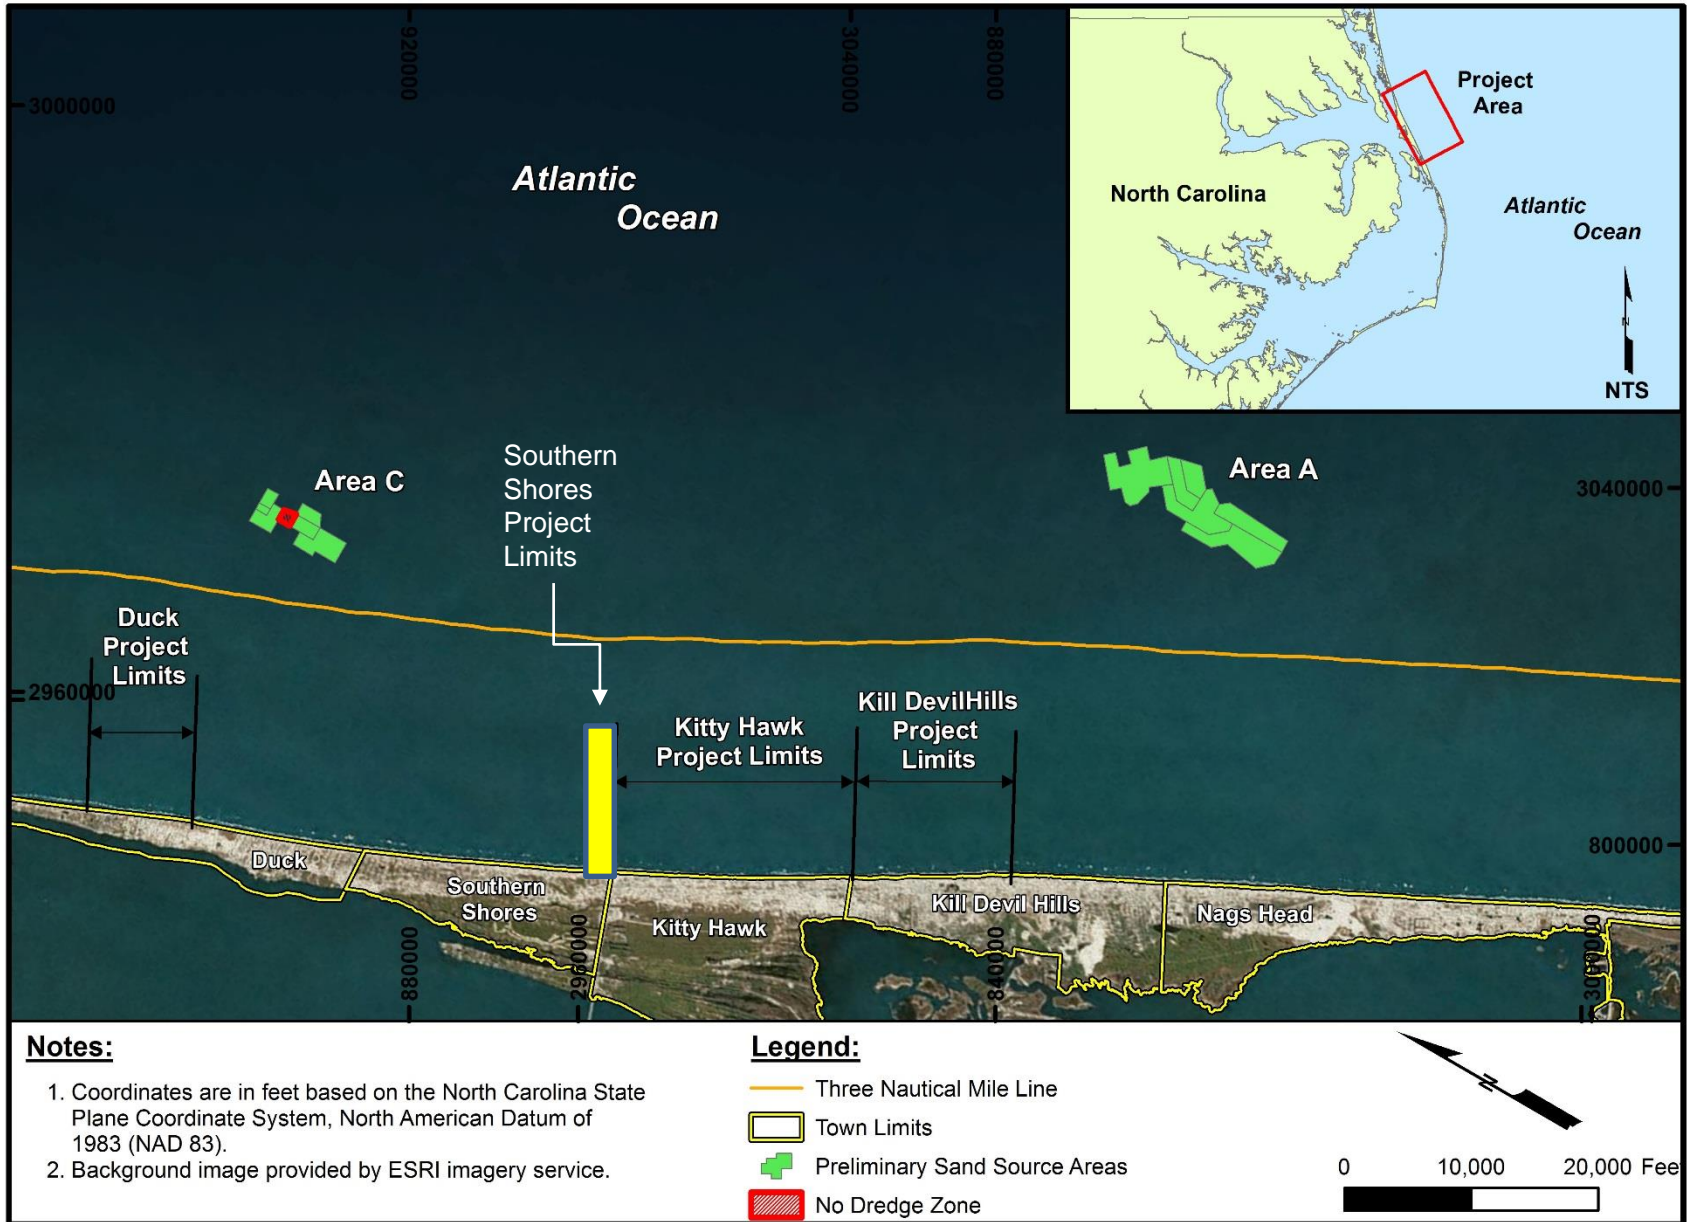 920000
3040000
880000
3000000
Atlantic
Ocean
Project
Area
North Carolina
Atlantic
Ocean
N
NTS
Southern
Shores
Project
Limits
Area C
Area A
3040000
Duck
Project
Limits
2960000
Kitty Hawk
Project Limits
Kill DevilHills
Project
Limits
800000
Duck
Southern
Shores
Kitty Hawk
Kill Devil Hills
Nags Head
880000
2960000
840000
3000000
Notes:
1. Coordinates are in feet based on the North Carolina State
Plane Coordinate System, North American Datum of
1983 (NAD 83).
2. Background image provided by ESRI imagery service.
Legend:
Three Nautical Mile Line
Town Limits
Preliminary Sand Source Areas
No Dredge Zone
N
0 10,000 20,000 Feet